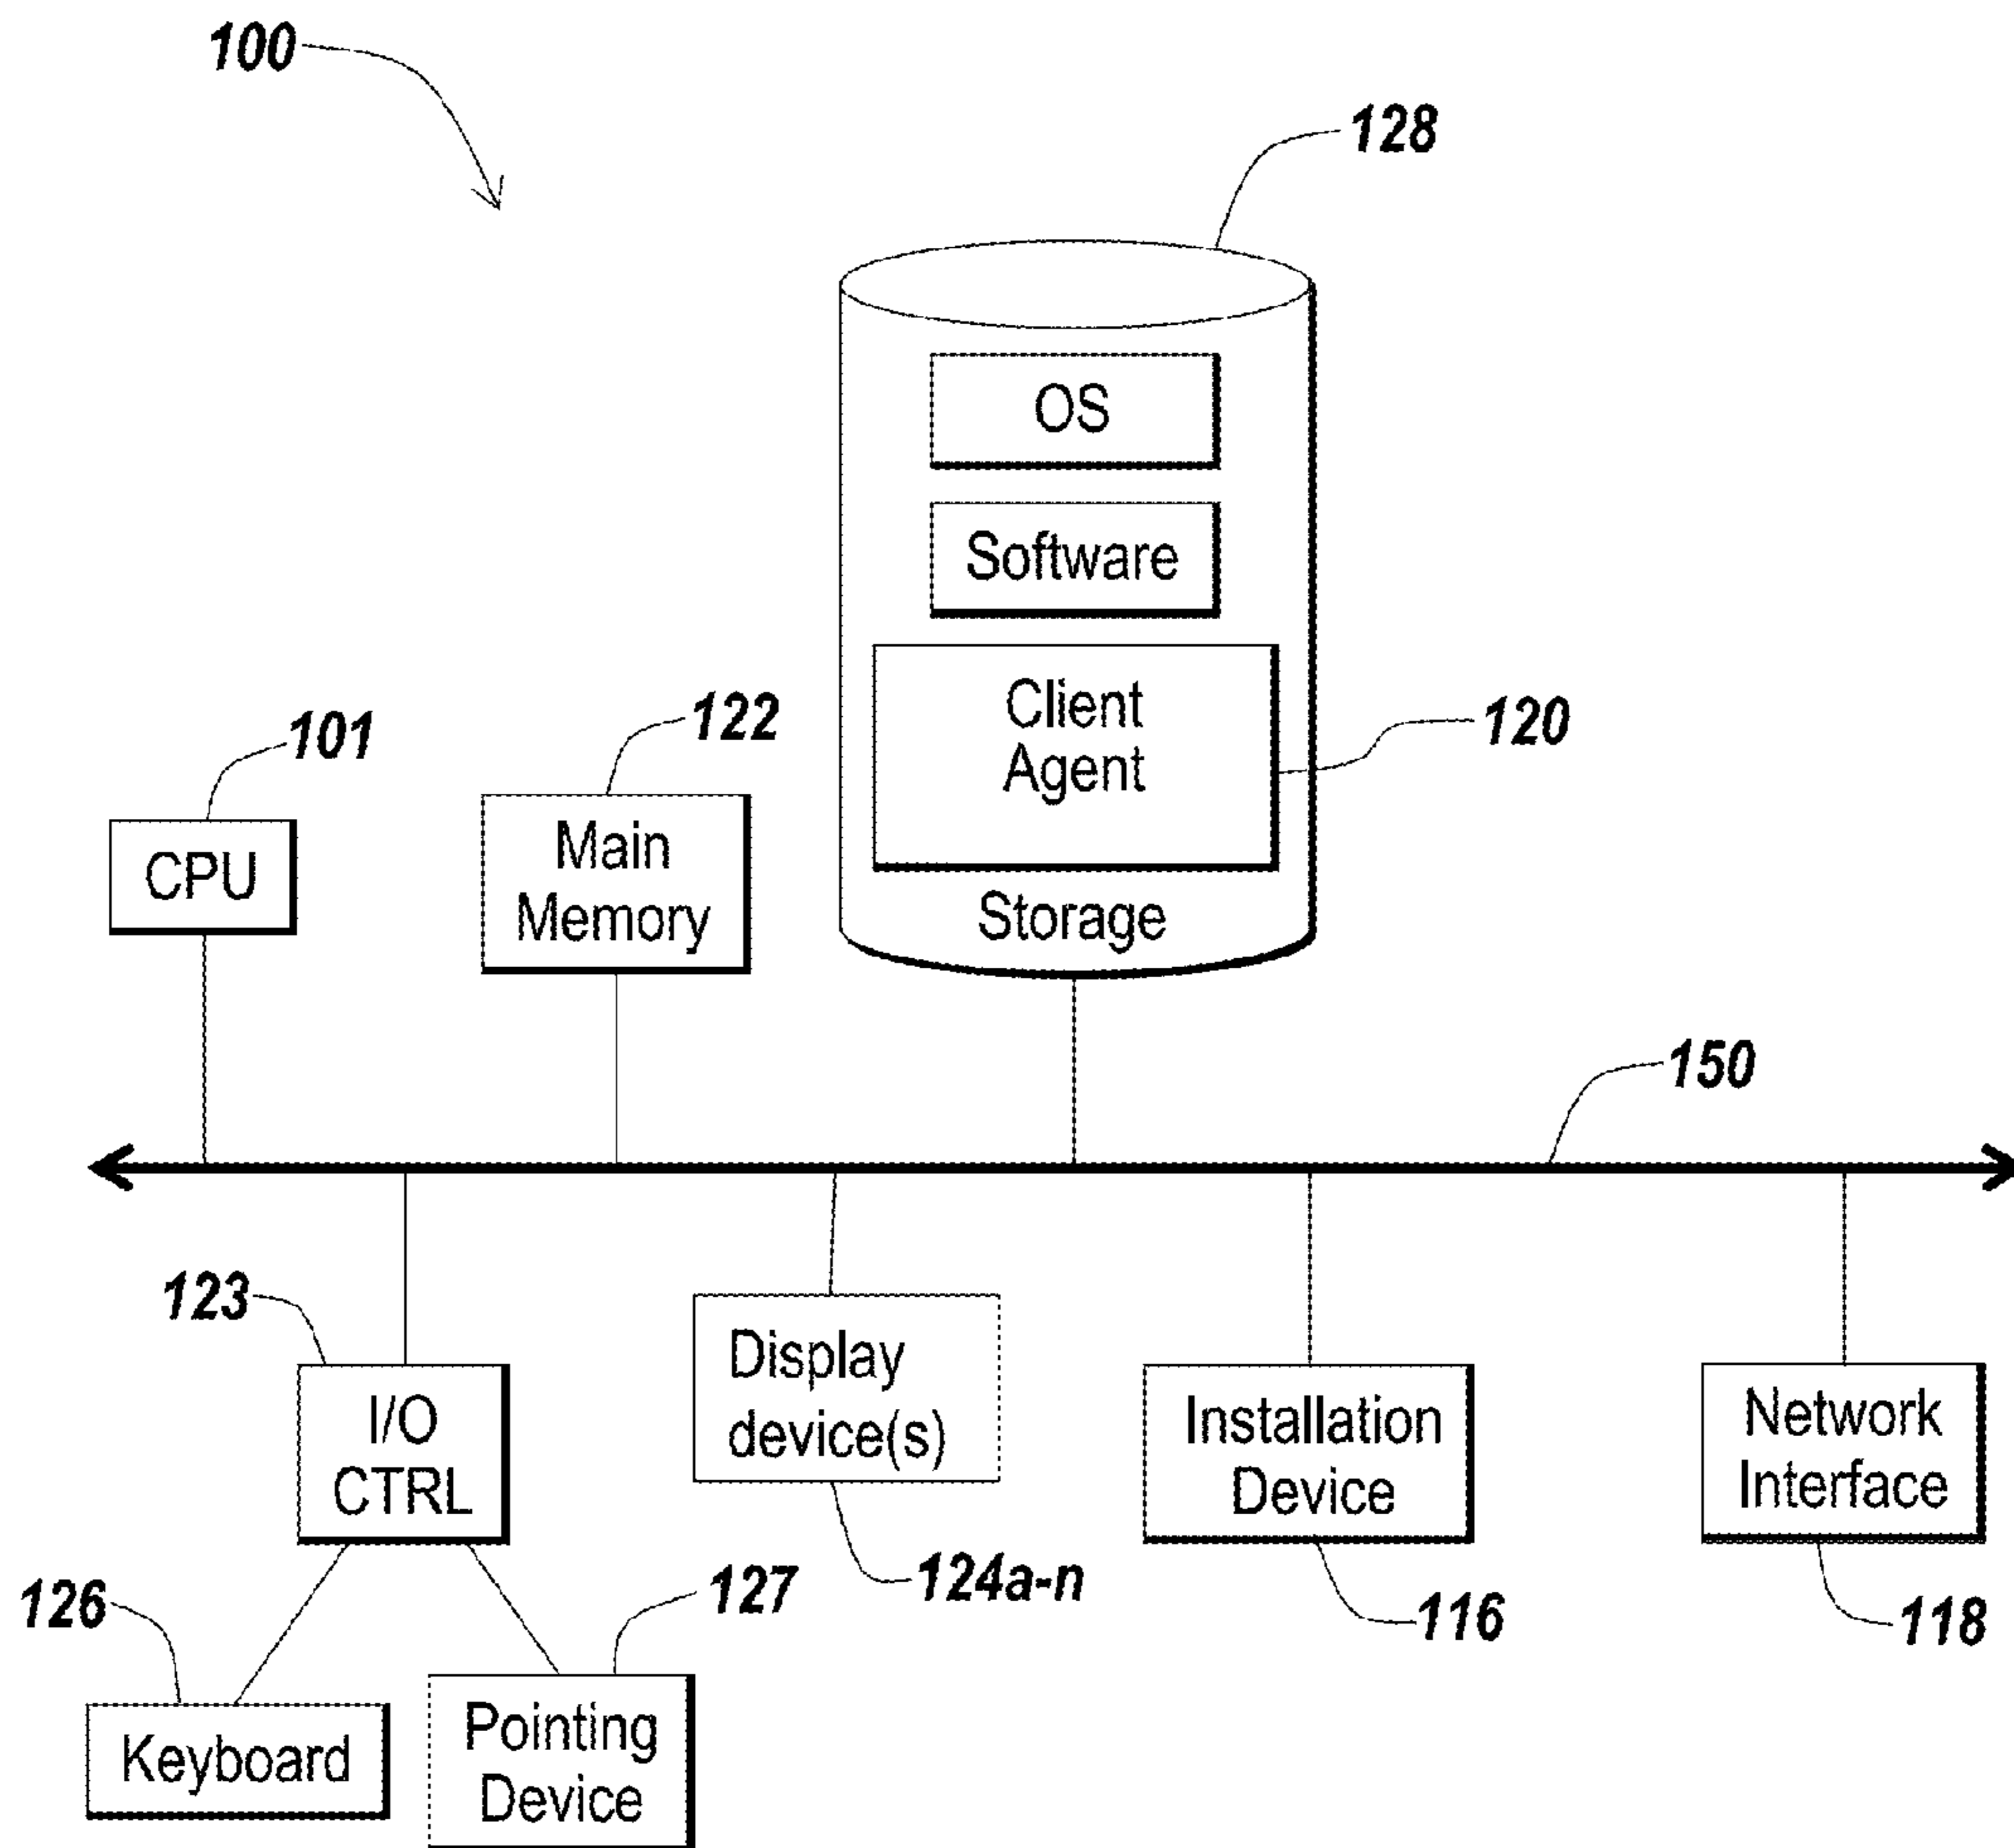 100
128
OS
Software
Client
Agent
120
Storage
101
CPU
122
Main
Memory
150
123
I/O
CTRL
Display
device(s)
124a-n
Installation
Device
116
Network
Interface
118
126
Keyboard
127
Pointing
Device